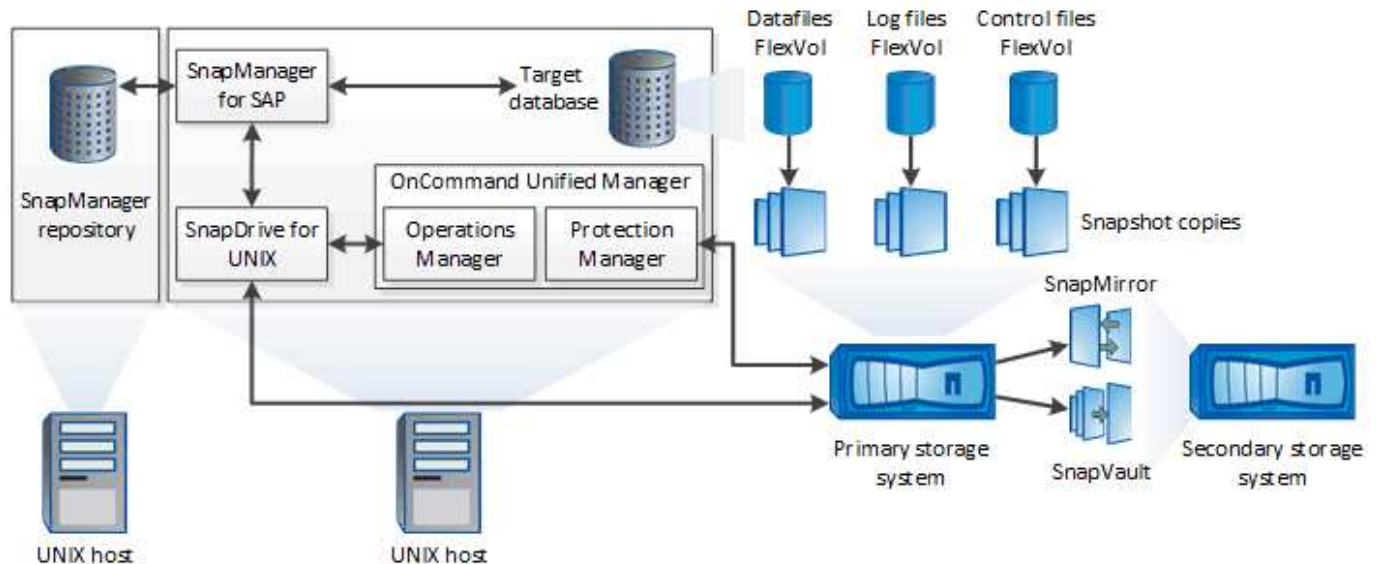 Datafiles
FlexVol
Log files
FlexVol
Control files
FlexVol
SnapManager
for SAP
Target
database
SnapManager
repository
OnCommand Unified Manager
SnapDrive for
UNIX
Operations
Manager
Protection
Manager
Snapshot copies
SnapMirror
Primary storage
system
SnapVault
Secondary storage
system
UNIX host
UNIX host